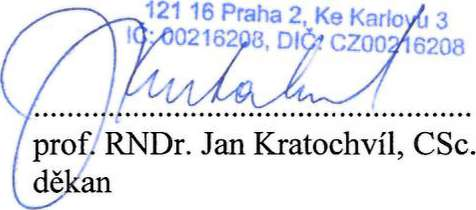 121 16 Praha 2, Ke Karlovu 3
IČ: 00216208, DIČ: CZ00216208
prof. RNDr. Jan Kratochvíl, CSc.
děkan